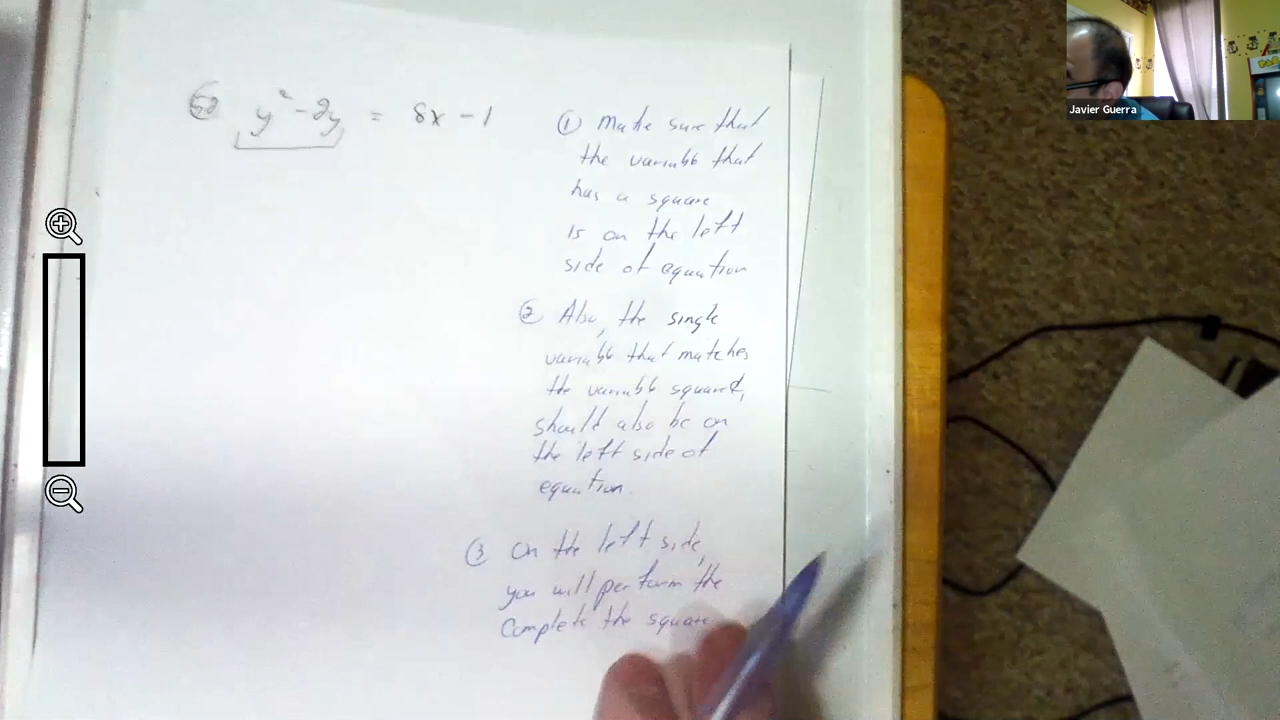 y² - 2y = 8x - 1
① Make sure that
the variable that
has a square
is on the left
side of equation
② Also, the single
variable that matches
the variable squared,
should also be on
the left side of
equation.
③ On the left side,
you will perform the
Complete the square
Javier Guerra